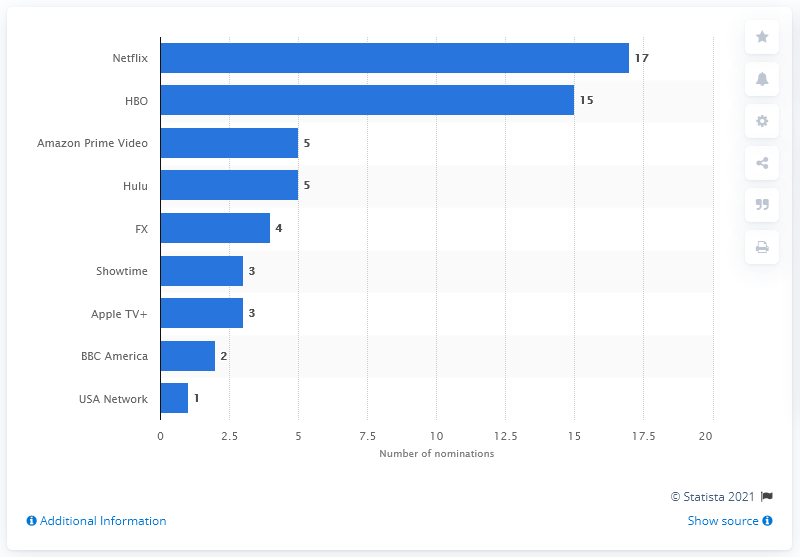 Netflix 17
HBO 15
Amazon Prime Video 5
Hulu 5
FX 4
Showtime 3
Apple TV+ 3
BBC America 2
USA Network 1
0 2.5 5 7.5 10 12.5 15 17.5 20
Number of nominations
© Statista 2021
Additional Information Show source